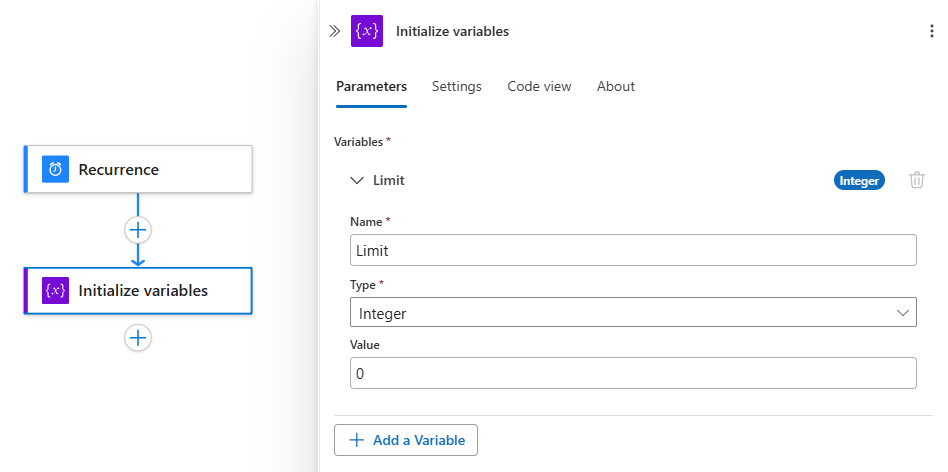 Recurrence
{x} Initialize variables
{x} Initialize variables
Parameters Settings Code view About
Variables *
Limit Integer
Name *
Limit
Type *
Integer
Value
0
Add a Variable